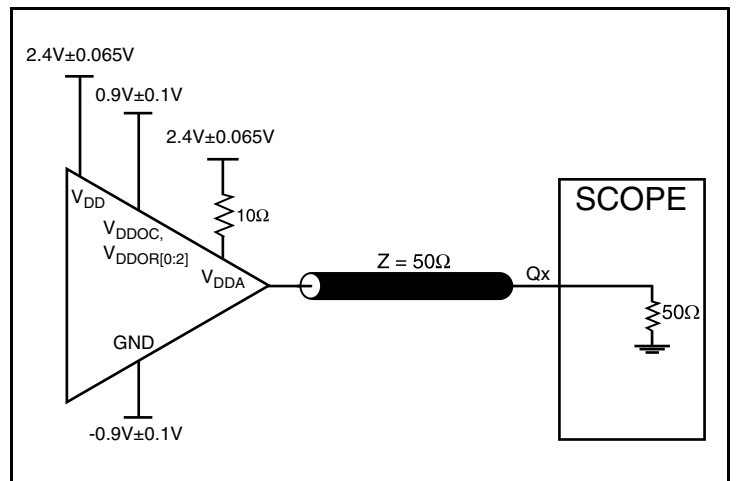 2.4V±0.065V
0.9V±0.1V
2.4V±0.065V
10Ω
VDD
VDDOC,
VDDOR[0:2]
VDDA
GND
-0.9V±0.1V
Z = 50Ω
Qx
SCOPE
50Ω